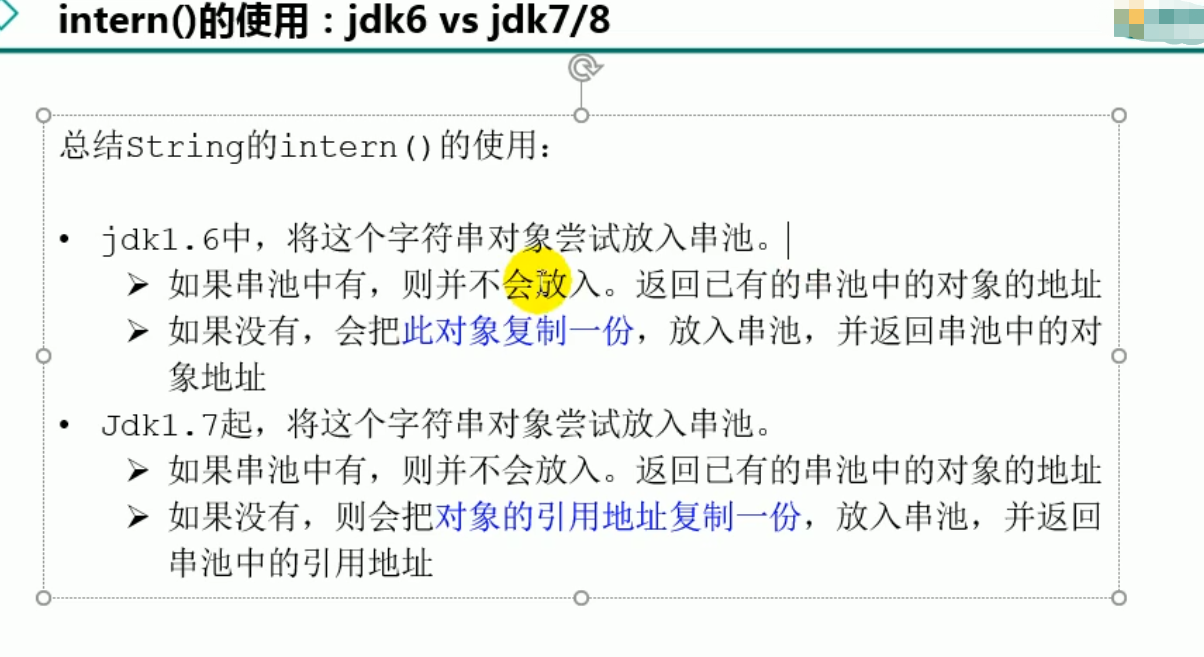 intern()的使用：jdk6 vs jdk7/8
总结String的intern()的使用：
• jdk1.6中，将这个字符串对象尝试放入串池。
➢ 如果串池中有，则并不会放入。返回已有的串池中的对象的地址
➢ 如果没有，会把此对象复制一份，放入串池，并返回串池中的对
象地址
• Jdk1.7起，将这个字符串对象尝试放入串池。
➢ 如果串池中有，则并不会放入。返回已有的串池中的对象的地址
➢ 如果没有，则会把对象的引用地址复制一份，放入串池，并返回
串池中的引用地址